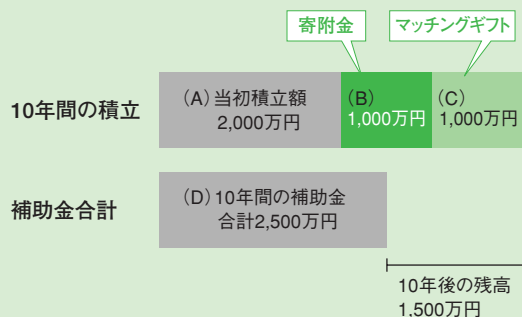 寄附金
マッチングギフト
10年間の積立
(A)当初積立額
2,000万円
(B)
1,000万円
(C)
1,000万円
補助金合計
(D)10年間の補助金
合計2,500万円
10年後の残高
1,500万円